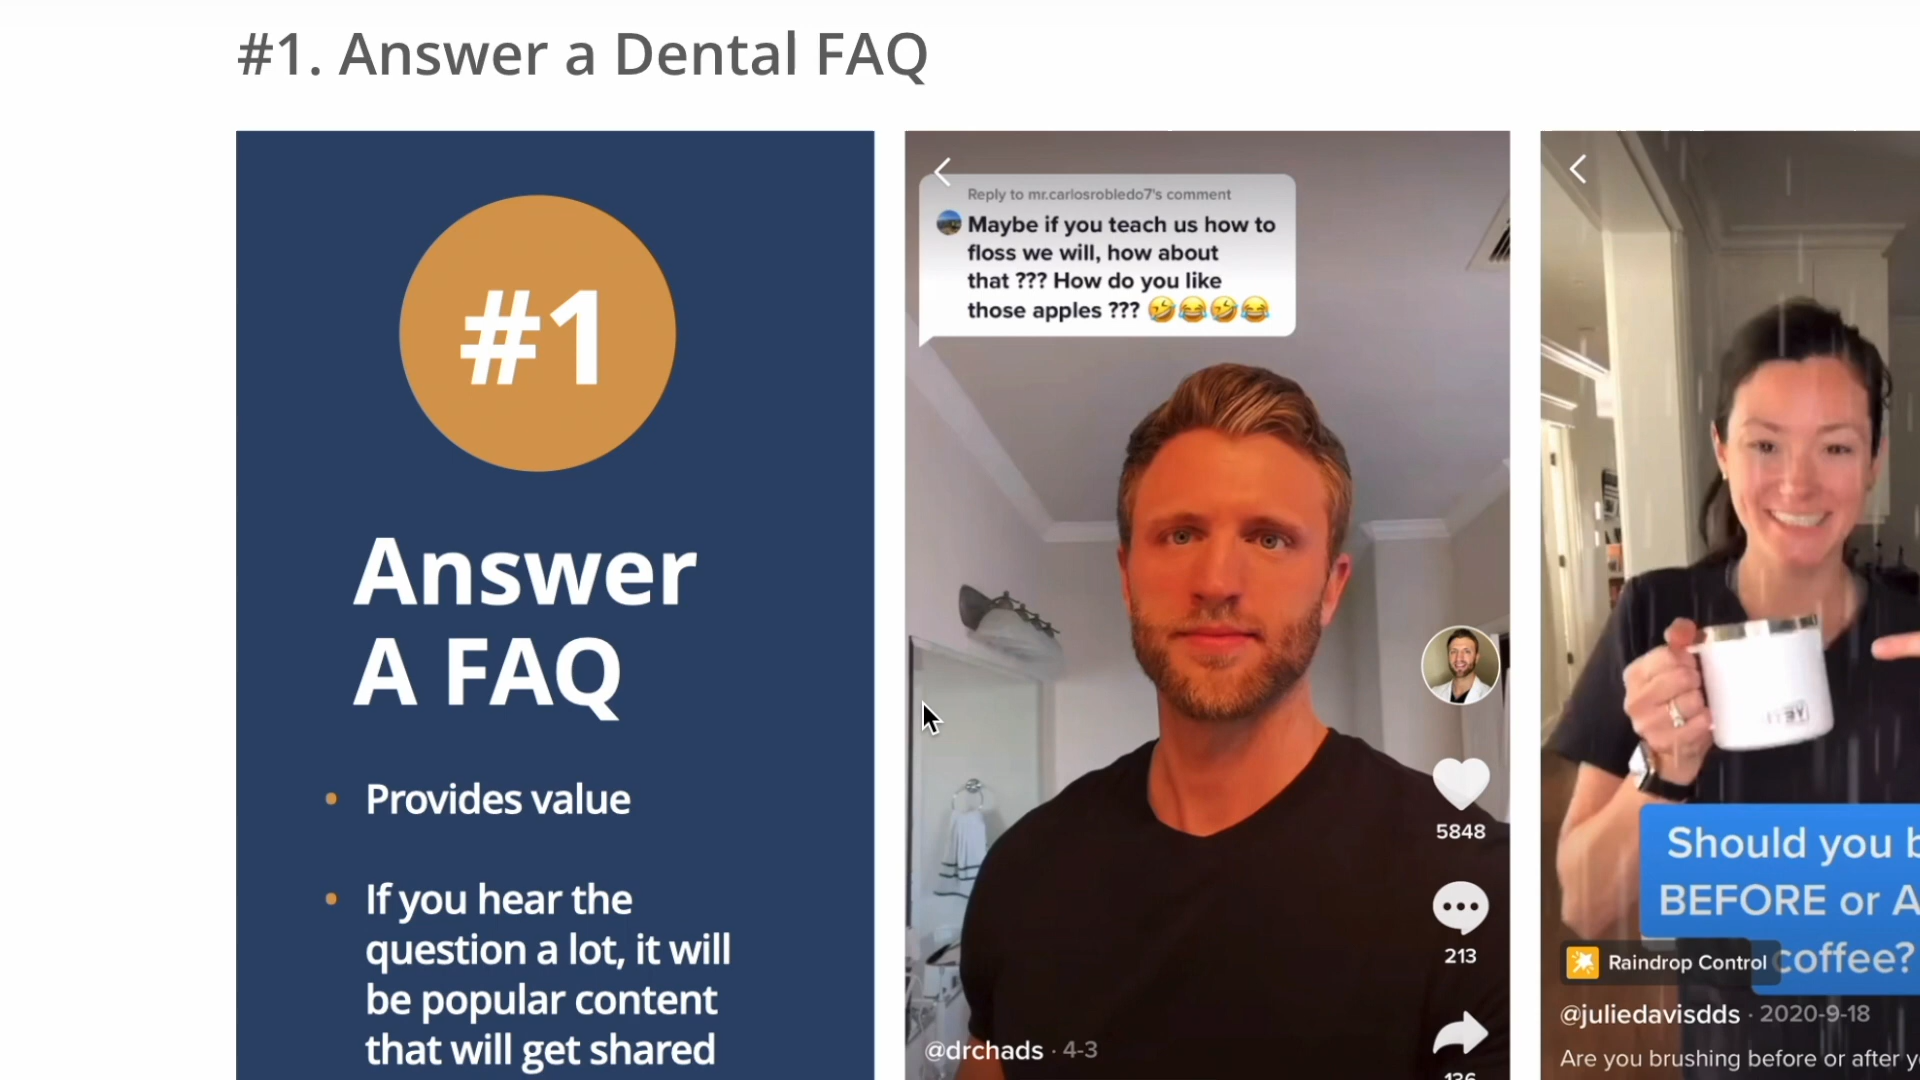 #1. Answer a Dental FAQ
#1
Answer
A FAQ
• Provides value
• If you hear the
question a lot, it will
be popular content
that will get shared
Reply to mr.carlosrobledo7's comment
Maybe if you teach us how to
floss we will, how about
that ??? How do you like
those apples ??? 🤣😂🤣😂
5848
213
136
@drchads · 4-3
YETI
Should you b
BEFORE or A
coffee?
Raindrop Control
@juliedavisdds · 2020-9-18
Are you brushing before or after y